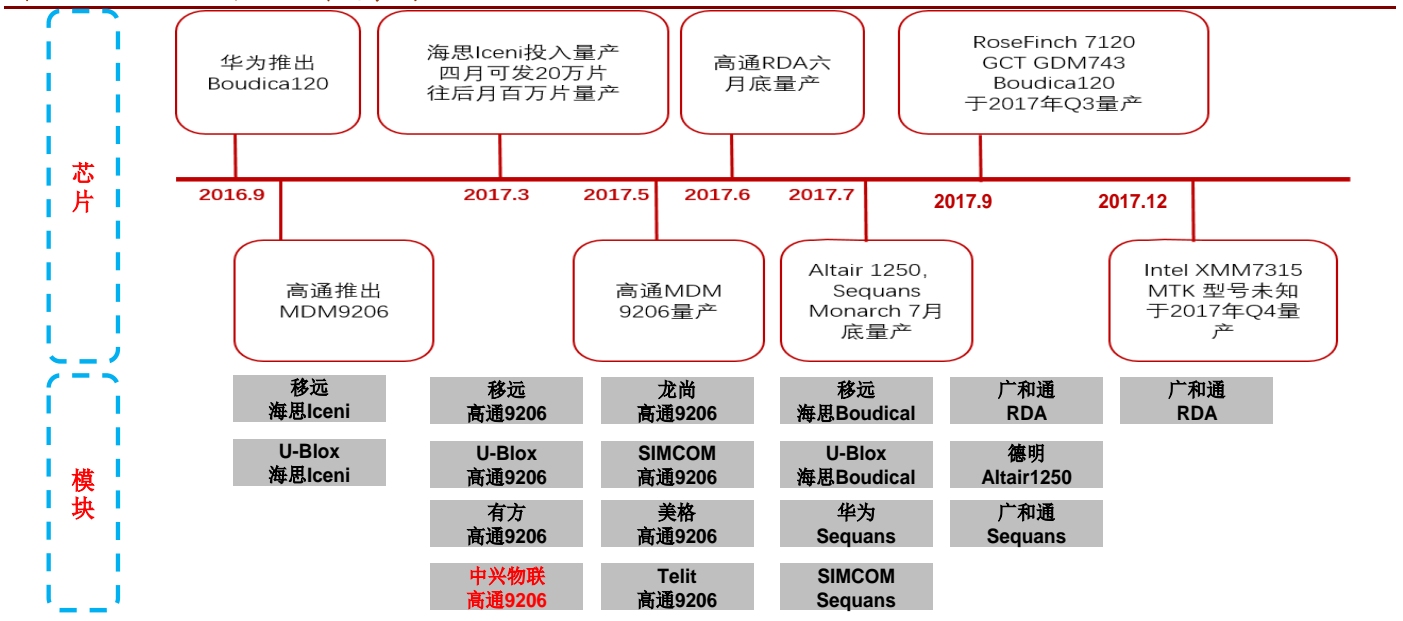 华为推出
Boudica120
海思Iceni投入量产
四月可发20万片
往后月百万片量产
高通RDA六
月底量产
RoseFinch 7120
GCT GDM743
Boudica120
于2017年Q3量产
芯
片
2016.9
2017.3
2017.5
2017.6
2017.7
2017.9
2017.12
高通推出
MDM9206
高通MDM
9206量产
Altair 1250,
Sequans
Monarch 7月
底量产
Intel XMM7315
MTK 型号未知
于2017年Q4量
产
模
块
移远
海思Iceni
移远
高通9206
龙尚
高通9206
移远
海思Boudical
广和通
RDA
广和通
RDA
U-Blox
海思Iceni
U-Blox
高通9206
SIMCOM
高通9206
U-Blox
海思Boudical
德明
Altair1250
有方
高通9206
美格
高通9206
华为
Sequans
广和通
Sequans
中兴物联
高通9206
Telit
高通9206
SIMCOM
Sequans